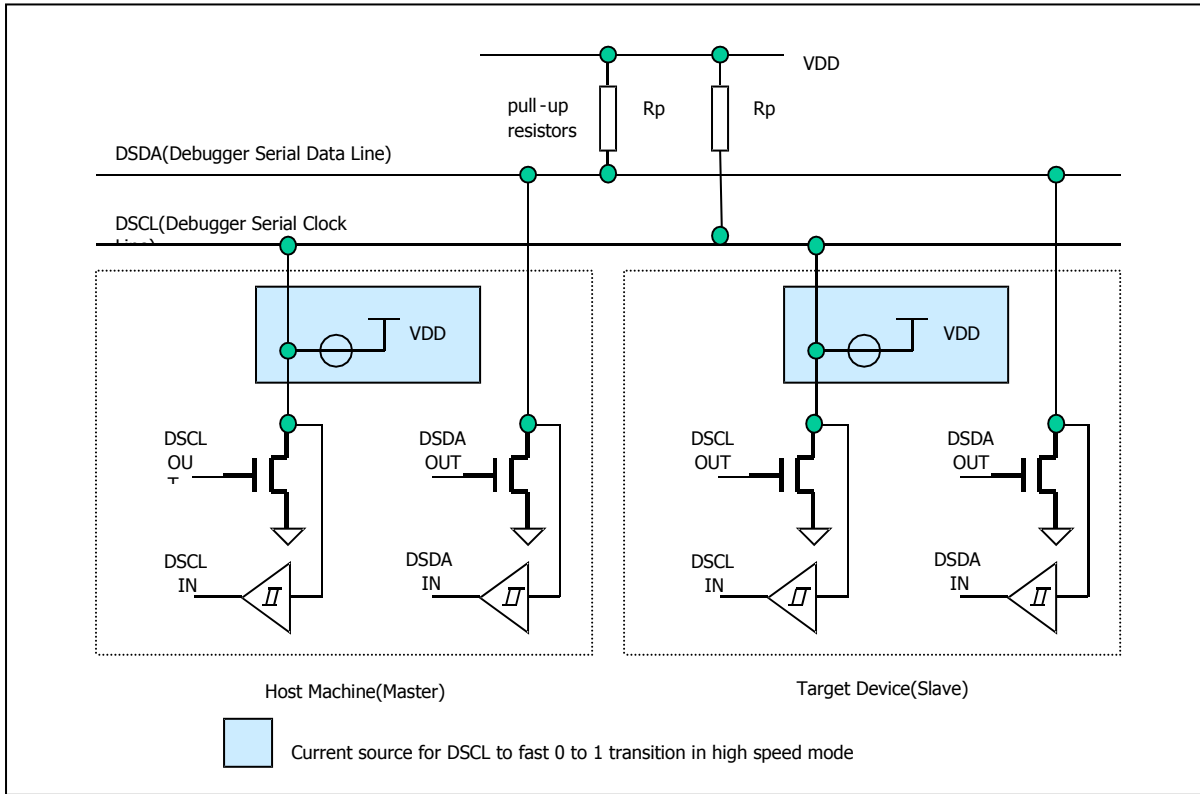 VDD
pull-up
resistors
Rp
Rp
DSDA(Debugger Serial Data Line)
DSCL(Debugger Serial Clock
VDD
VDD
DSCL
OU
DSDA
OUT
DSCL
OUT
DSDA
OUT
DSCL
IN
DSDA
IN
DSCL
IN
DSDA
IN
Host Machine(Master)
Target Device(Slave)
Current source for DSCL to fast 0 to 1 transition in high speed mode